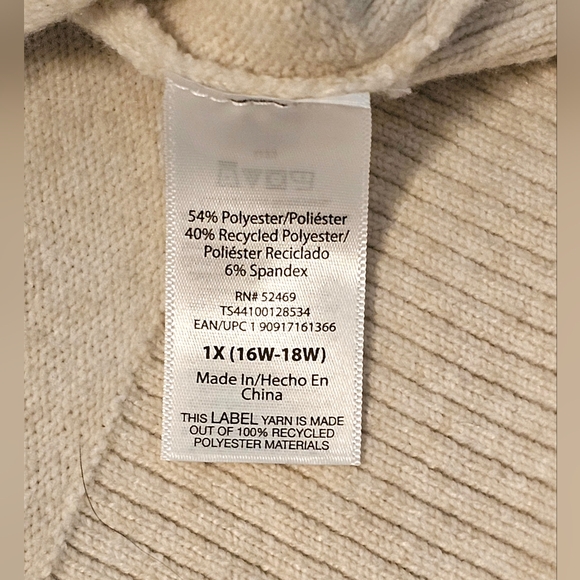 54% Polyester/Poliéster
40% Recycled Polyester/
Poliéster Reciclado
6% Spandex
RN# 52469
TS44100128534
EAN/UPC 1 90917161366
1X (16W-18W)
Made In/Hecho En
China
THIS LABEL YARN IS MADE
OUT OF 100% RECYCLED
POLYESTER MATERIALS